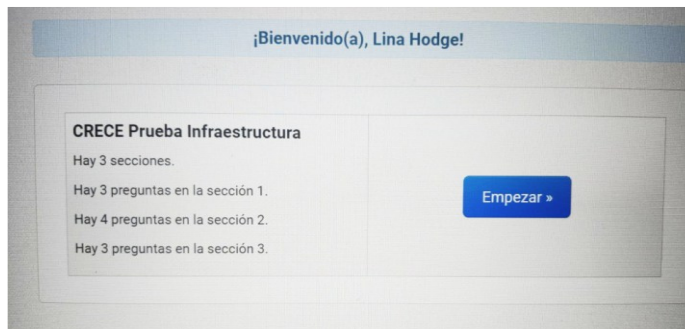 ¡Bienvenido(a), Lina Hodge!
CRECE Prueba Infraestructura
Hay 3 secciones.
Hay 3 preguntas en la sección 1.
Hay 4 preguntas en la sección 2.
Hay 3 preguntas en la sección 3.
Empezar »